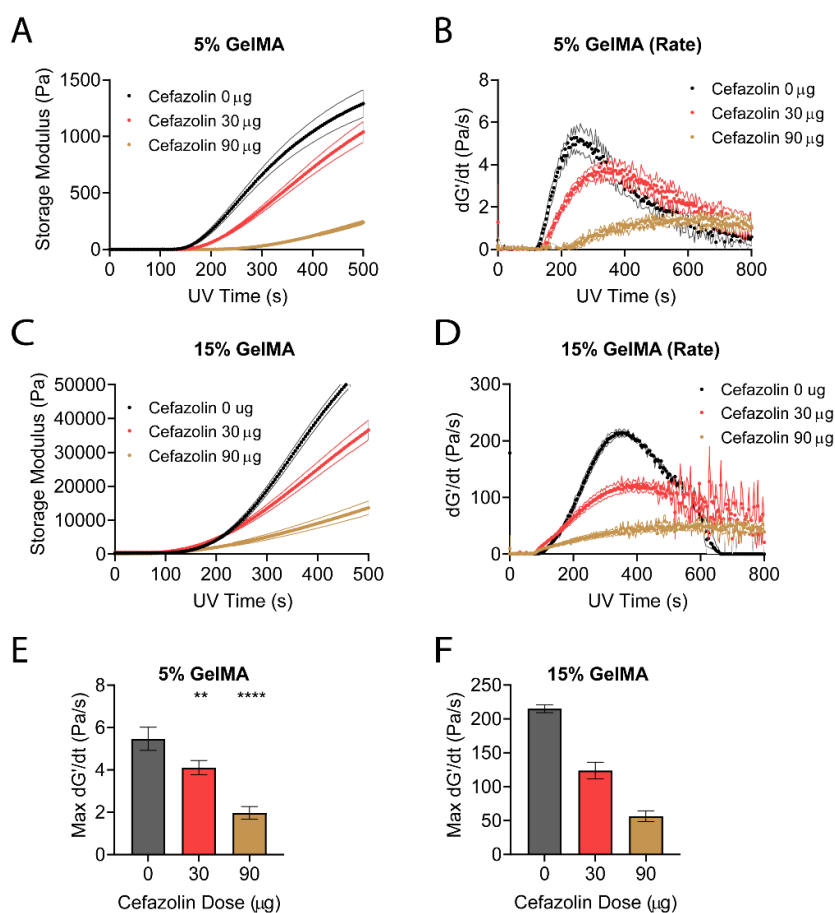 A
5% GelMA
Storage Modulus (Pa)
1500
1000
500
0
Cefazolin 0 μg
Cefazolin 30 μg
Cefazolin 90 μg
0 100 200 300 400 500
UV Time (s)
B
5% GelMA (Rate)
dG'/dt (Pa/s)
8
6
4
2
0
Cefazolin 0 μg
Cefazolin 30 μg
Cefazolin 90 μg
0 200 400 600 800
UV Time (s)
C
15% GelMA
Storage Modulus (Pa)
50000
40000
30000
20000
10000
0
Cefazolin 0 ug
Cefazolin 30 μg
Cefazolin 90 μg
0 100 200 300 400 500
UV Time (s)
D
15% GelMA (Rate)
dG'/dt (Pa/s)
300
200
100
0
Cefazolin 0 ug
Cefazolin 30 μg
Cefazolin 90 μg
0 200 400 600 800
UV Time (s)
E
5% GelMA
Max dG'/dt (Pa/s)
8
6
4
2
0
** ****
0 30 90
Cefazolin Dose (μg)
F
15% GelMA
Max dG'/dt (Pa/s)
250
200
150
100
50
0
0 30 90
Cefazolin Dose (μg)